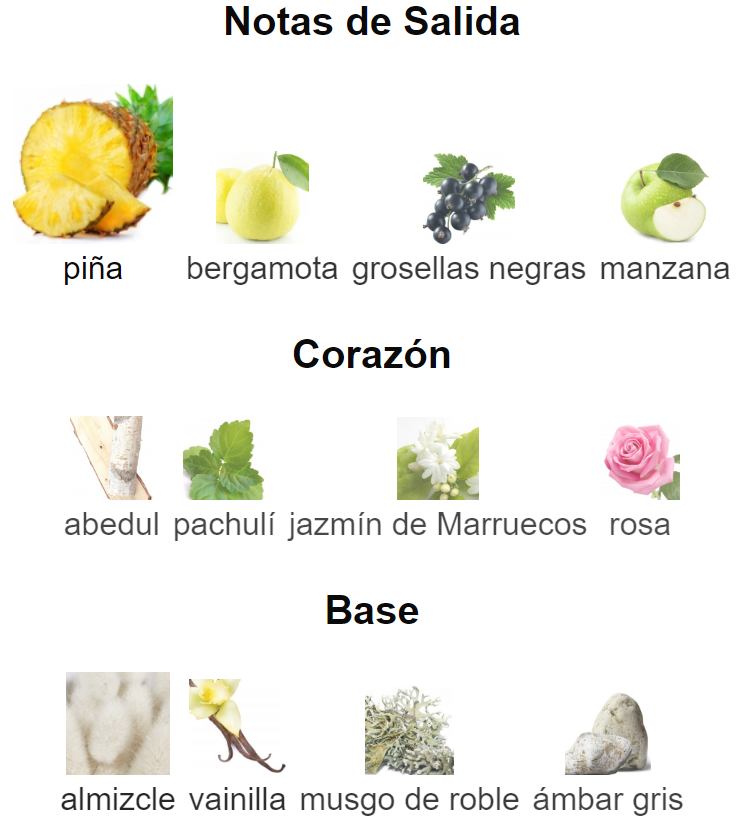 Notas de Salida
piña bergamota grosellas negras manzana
Corazón
abedul pachulí jazmín de Marruecos rosa
Base
almizcle vainilla musgo de roble ámbar gris